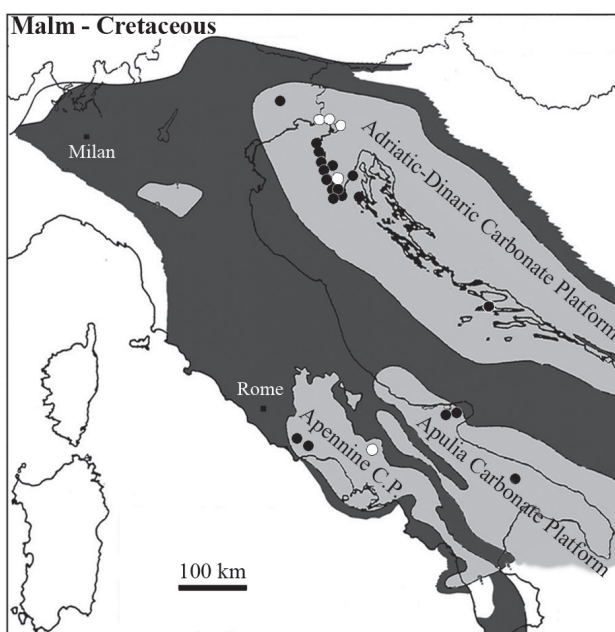 Malm - Cretaceous
Milan
Adriatic-Dinaric Carbonate Platform
Rome
Apennine C.P.
Apulia Carbonate Platform
100 km